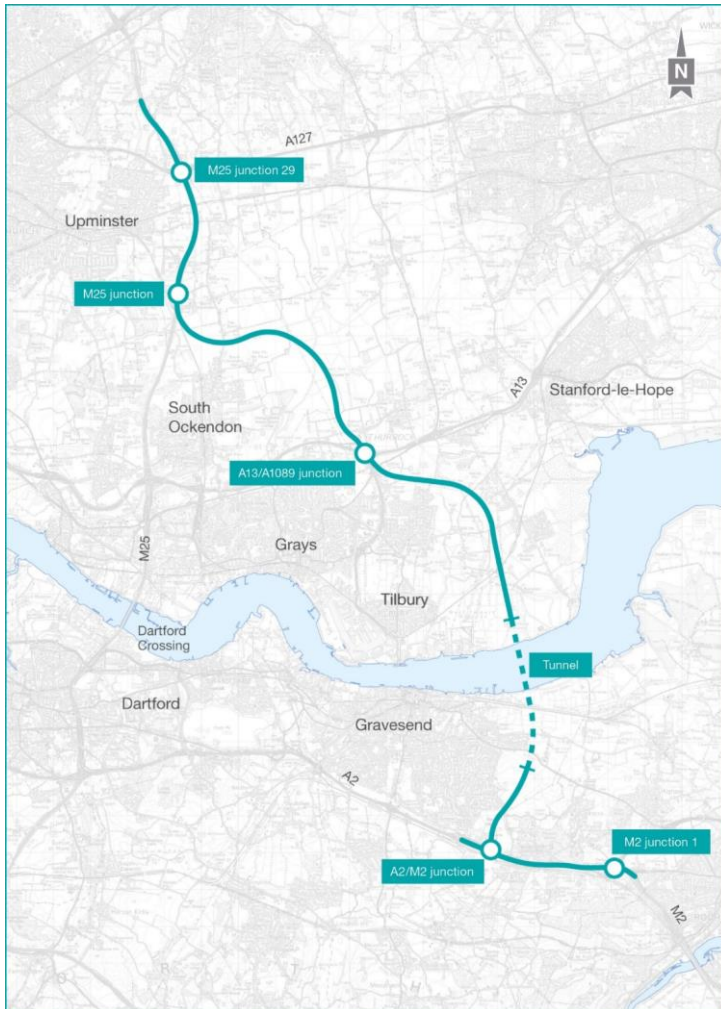 N
A127
M25 junction 29
Upminster
M25 junction
A13
Stanford-le-Hope
South
Ockendon
A13/A1089 junction
M25
Grays
Tilbury
Dartford
Crossing
Tunnel
Dartford
Gravesend
A2
M2 junction 1
A2/M2 junction
M2